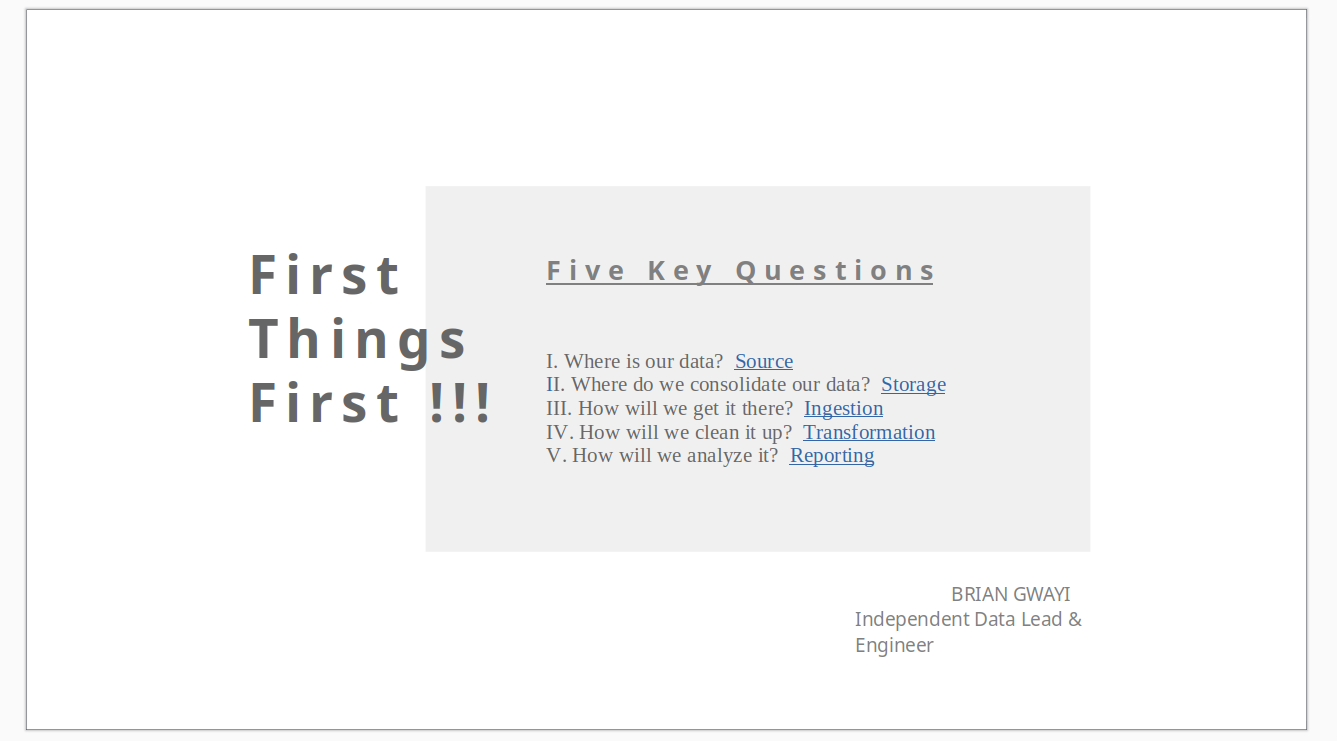 First
Things
First !!!
Five Key Questions
I. Where is our data? Source
II. Where do we consolidate our data? Storage
III. How will we get it there? Ingestion
IV. How will we clean it up? Transformation
V. How will we analyze it? Reporting
BRIAN GWAYI
Independent Data Lead &
Engineer